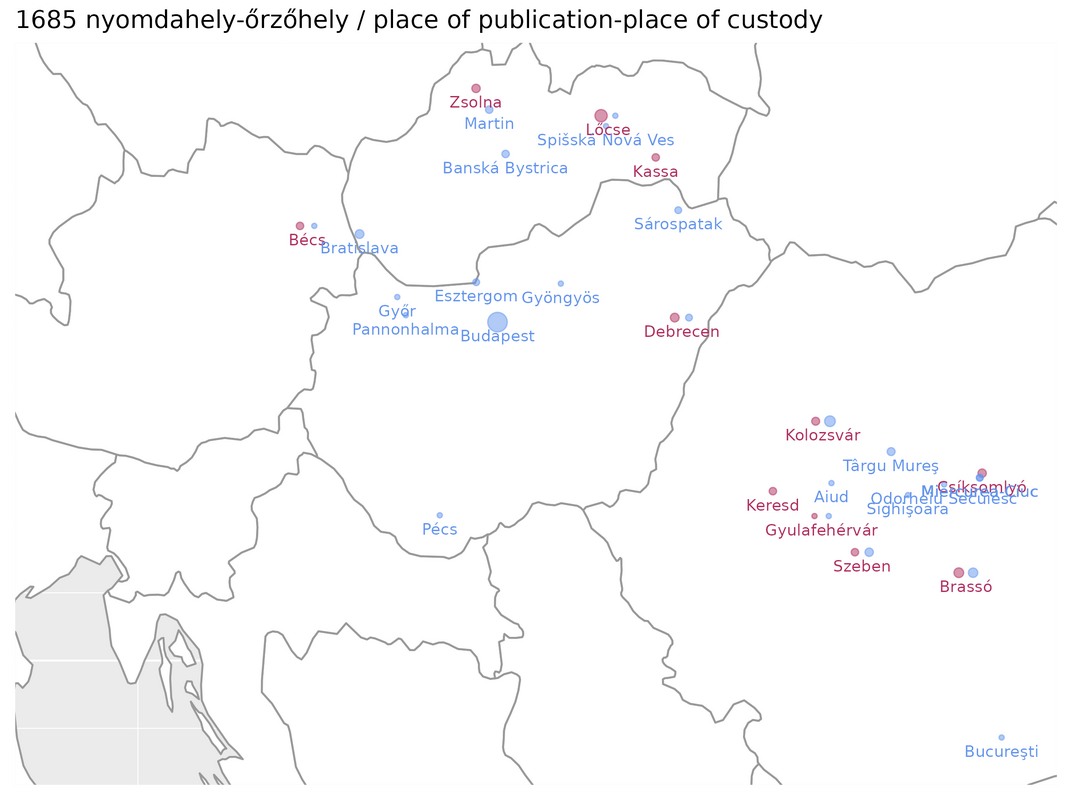 1685 nyomdahely-őrzőhely / place of publication-place of custody
Zsolna
Martin
Lőcse
Spišská Nová Ves
Banská Bystrica
Kassa
Sárospatak
Bécs
Bratislava
Esztergom
Gyöngyös
Győr
Pannonhalma
Budapest
Debrecen
Kolozsvár
Târgu Mureş
Csíksomlyó
Miercurea-Ciuc
Aiud
Odorheiu Secuiesc
Keresd
Sighişoara
Gyulafehérvár
Pécs
Szeben
Brassó
Bucureşti